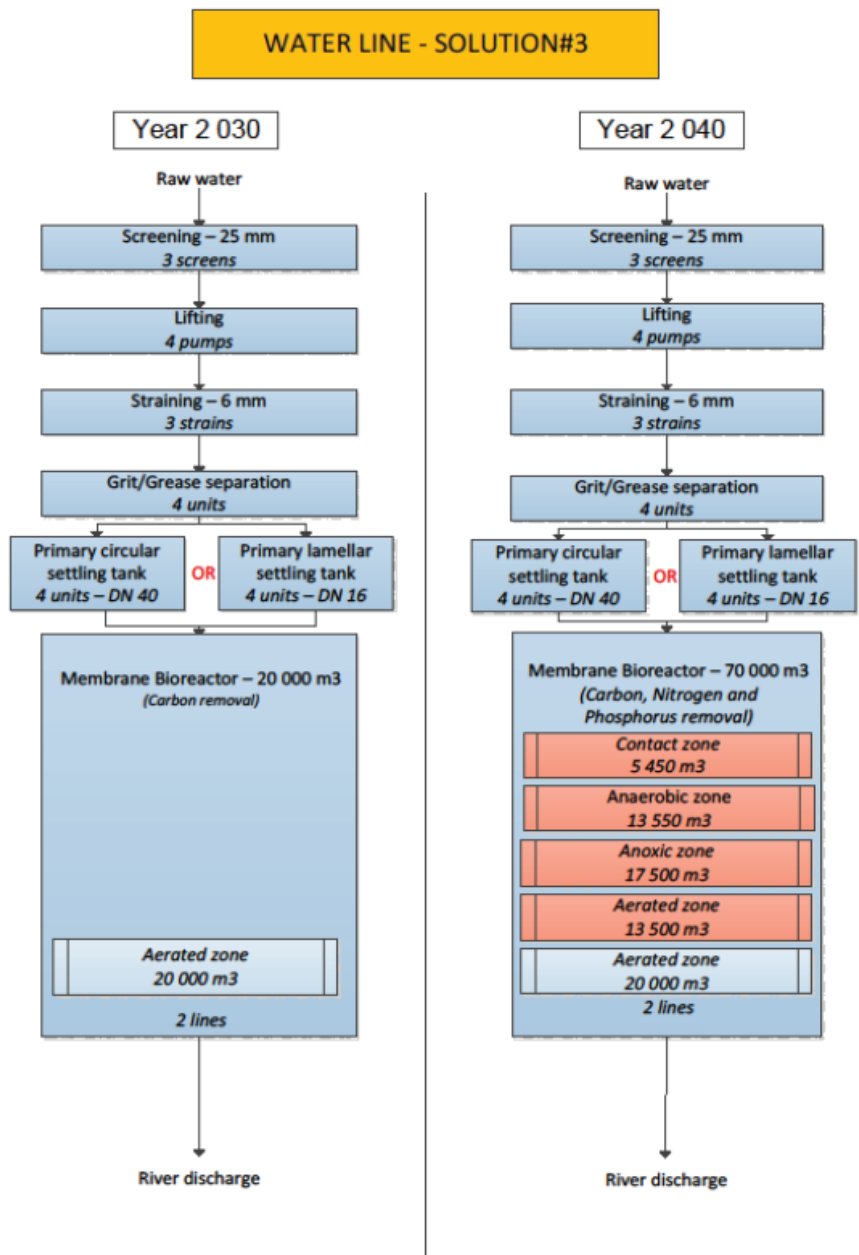 WATER LINE - SOLUTION#3
Year 2 030
Raw water
Screening – 25 mm
3 screens
Lifting
4 pumps
Straining – 6 mm
3 strains
Grit/Grease separation
4 units
Primary circular
settling tank
4 units – DN 40
OR
Primary lamellar
settling tank
4 units – DN 16
Membrane Bioreactor – 20 000 m3
(Carbon removal)
Aerated zone
20 000 m3
2 lines
River discharge
Year 2 040
Raw water
Screening – 25 mm
3 screens
Lifting
4 pumps
Straining – 6 mm
3 strains
Grit/Grease separation
4 units
Primary circular
settling tank
4 units – DN 40
OR
Primary lamellar
settling tank
4 units – DN 16
Membrane Bioreactor – 70 000 m3
(Carbon, Nitrogen and
Phosphorus removal)
Contact zone
5 450 m3
Anaerobic zone
13 550 m3
Anoxic zone
17 500 m3
Aerated zone
13 500 m3
Aerated zone
20 000 m3
2 lines
River discharge